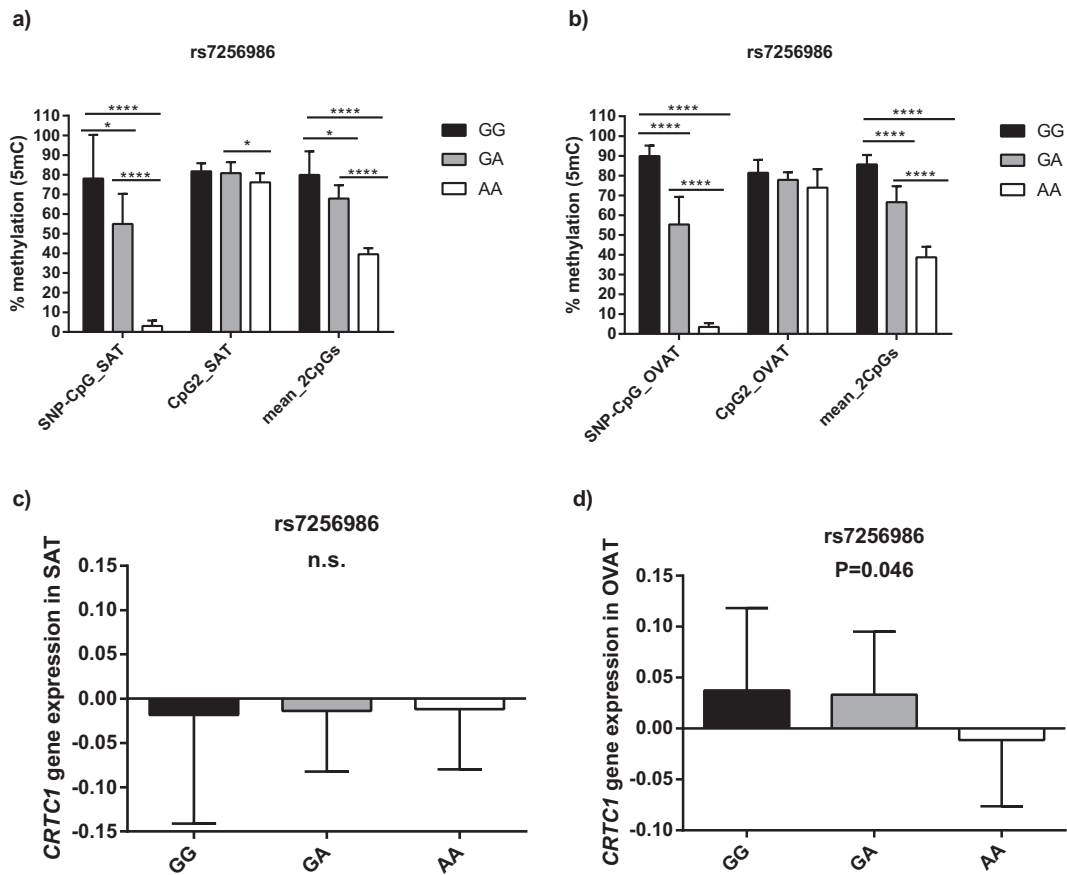 a)
rs7256986
% methylation (5mC)
110
100
90
80
70
60
50
40
30
20
10
0
****
*
****
*
****
*
****
GG
GA
AA
SNP-CpG_SAT
CpG2_SAT
mean_2CpGs
b)
rs7256986
% methylation (5mC)
110
100
90
80
70
60
50
40
30
20
10
0
****
****
****
****
****
****
GG
GA
AA
SNP-CpG_OVAT
CpG2_OVAT
mean_2CpGs
c)
rs7256986
n.s.
CRTC1 gene expression in SAT
0.15
0.10
0.05
0.00
-0.05
-0.10
-0.15
GG
GA
AA
d)
rs7256986
P=0.046
CRTC1 gene expression in OVAT
0.15
0.10
0.05
0.00
-0.05
-0.10
GG
GA
AA